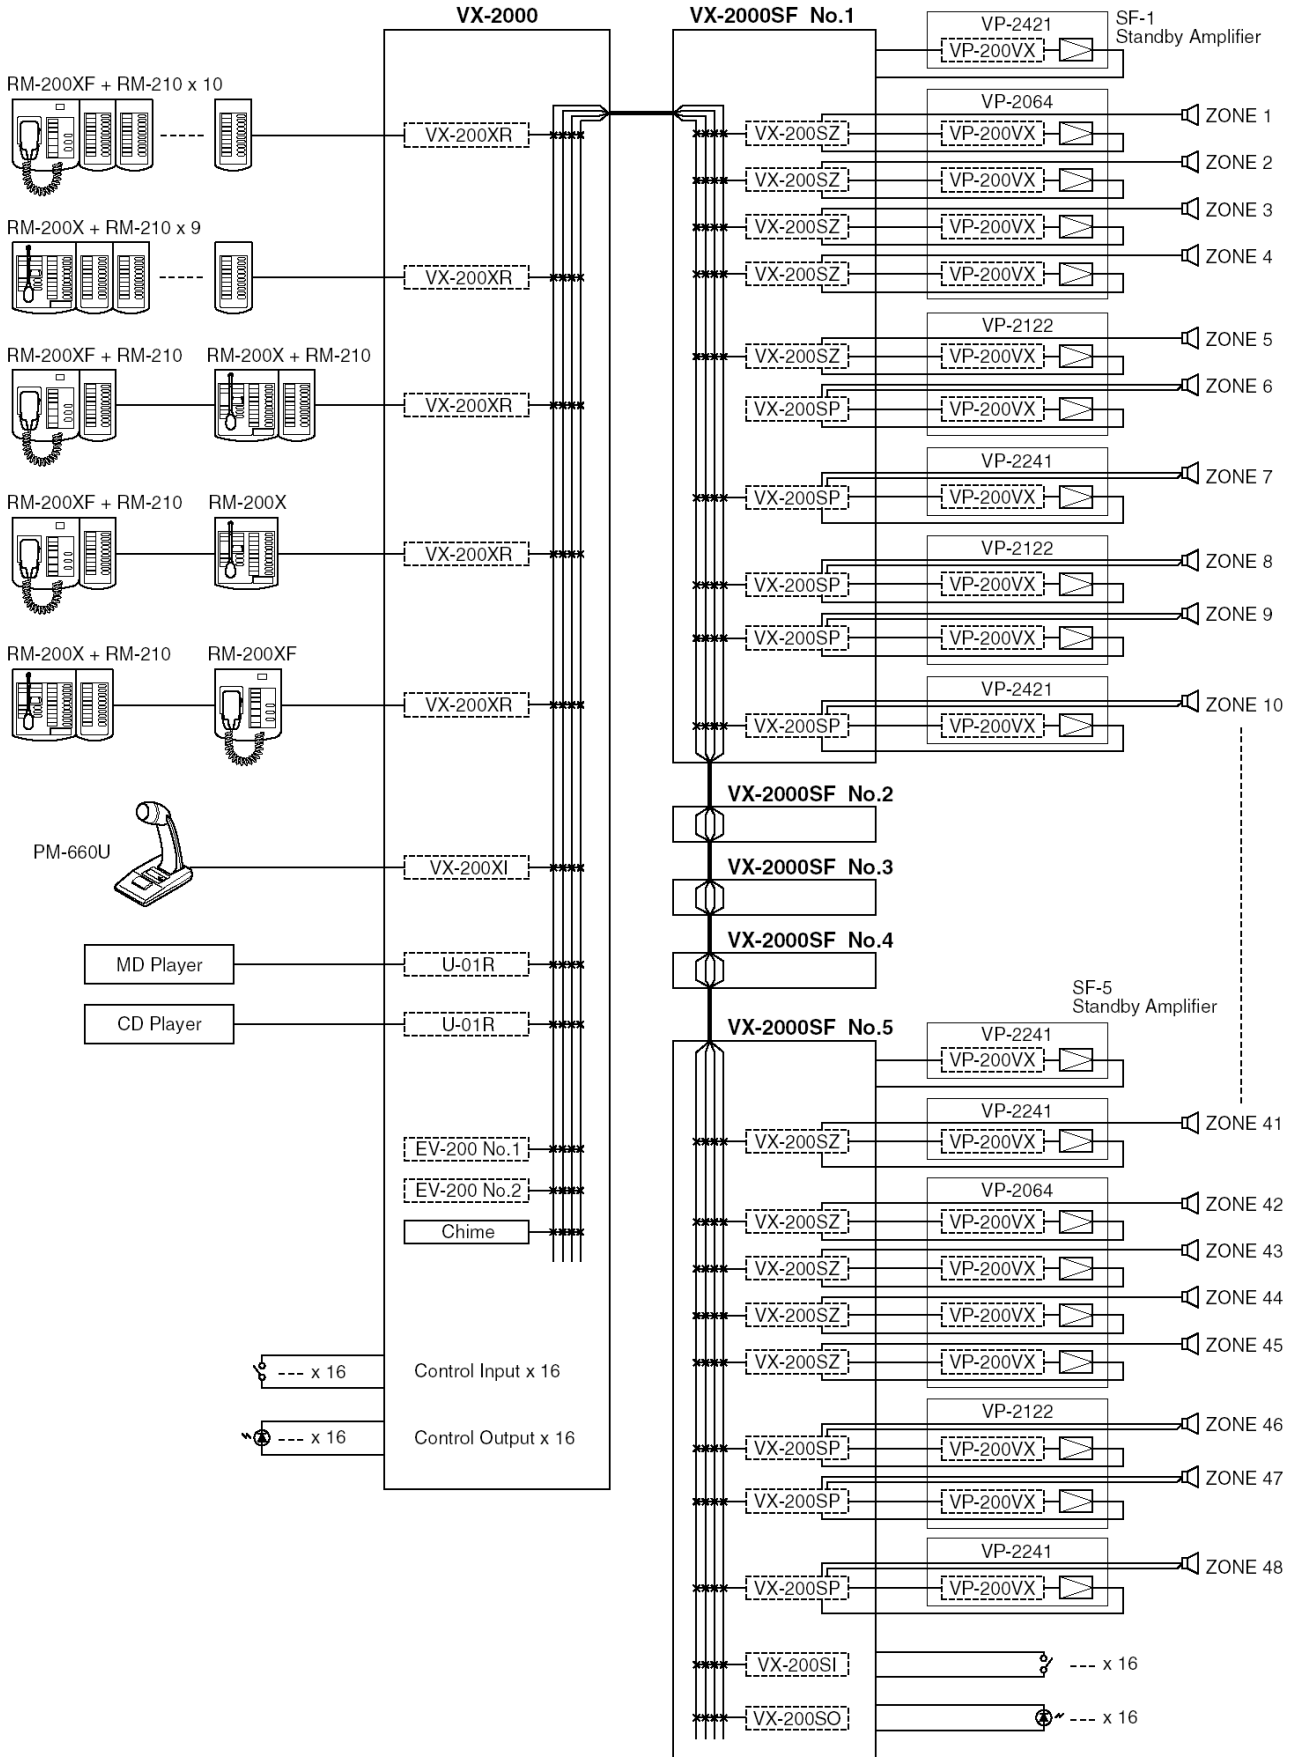 VX-2000
VX-2000SF No.1
SF-1
Standby Amplifier
VP-2421
VP-200VX
RM-200XF + RM-210 x 10
VX-200XR
VP-2064
VX-200SZ
VP-200VX
ZONE 1
VX-200SZ
VP-200VX
ZONE 2
RM-200X + RM-210 x 9
VX-200XR
VX-200SZ
VP-200VX
ZONE 3
VX-200SZ
VP-200VX
ZONE 4
RM-200XF + RM-210
RM-200X + RM-210
VX-200XR
VP-2122
VX-200SZ
VP-200VX
ZONE 5
VX-200SP
VP-200VX
ZONE 6
RM-200XF + RM-210
RM-200X
VX-200XR
VP-2241
VX-200SP
VP-200VX
ZONE 7
VP-2122
VX-200SP
VP-200VX
ZONE 8
VX-200SP
VP-200VX
ZONE 9
RM-200X + RM-210
RM-200XF
VX-200XR
VP-2421
VX-200SP
VP-200VX
ZONE 10
VX-2000SF No.2
PM-660U
VX-200XI
VX-2000SF No.3
VX-2000SF No.4
MD Player
U-01R
CD Player
U-01R
SF-5
Standby Amplifier
VX-2000SF No.5
VP-2241
VP-200VX
VP-2241
VX-200SZ
VP-200VX
ZONE 41
EV-200 No.1
EV-200 No.2
Chime
VP-2064
VX-200SZ
VP-200VX
ZONE 42
VX-200SZ
VP-200VX
ZONE 43
VX-200SZ
VP-200VX
ZONE 44
VX-200SZ
VP-200VX
ZONE 45
x 16
Control Input x 16
x 16
Control Output x 16
VP-2122
VX-200SP
VP-200VX
ZONE 46
VX-200SP
VP-200VX
ZONE 47
VP-2241
VX-200SP
VP-200VX
ZONE 48
VX-200SI
x 16
VX-200SO
x 16